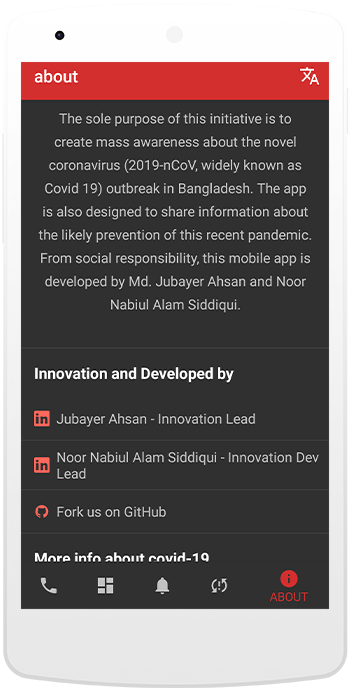 about
The sole purpose of this initiative is to
create mass awareness about the novel
coronavirus (2019-nCoV, widely known as
Covid 19) outbreak in Bangladesh. The app
is also designed to share information about
the likely prevention of this recent pandemic.
From social responsibility, this mobile app is
developed by Md. Jubayer Ahsan and Noor
Nabiul Alam Siddiqui.
Innovation and Developed by
in Jubayer Ahsan - Innovation Lead
in Noor Nabiul Alam Siddiqui - Innovation Dev
Lead
Fork us on GitHub
More info about covid-19
ABOUT